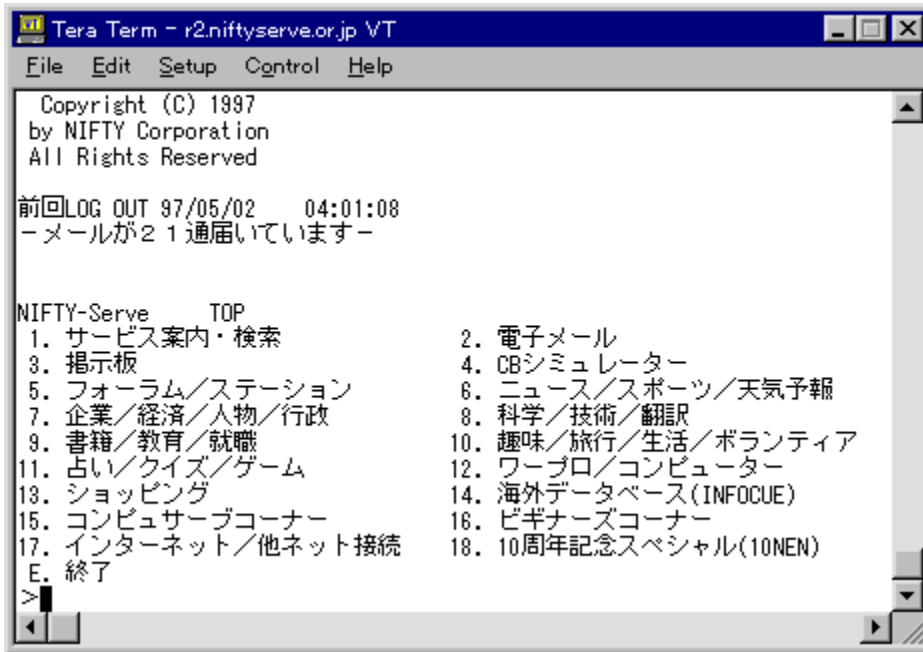 Tera Term - r2.niftyserve.or.jp VT
File Edit Setup Control Help
Copyright (C) 1997
by NIFTY Corporation
All Rights Reserved
前回LOG OUT 97/05/02 04:01:08
－メールが２１通届いています－
NIFTY-Serve TOP
1. サービス案内・検索 2. 電子メール
3. 掲示板 4. CBシミュレーター
5. フォーラム／ステーション 6. ニュース／スポーツ／天気予報
7. 企業／経済／人物／行政 8. 科学／技術／翻訳
9. 書籍／教育／就職 10. 趣味／旅行／生活／ボランティア
11. 占い／クイズ／ゲーム 12. ワープロ／コンピューター
13. ショッピング 14. 海外データベース(INFOCUE)
15. コンピュサーブコーナー 16. ビギナーズコーナー
17. インターネット／他ネット接続 18. 10周年記念スペシャル(10NEN)
E. 終了
>